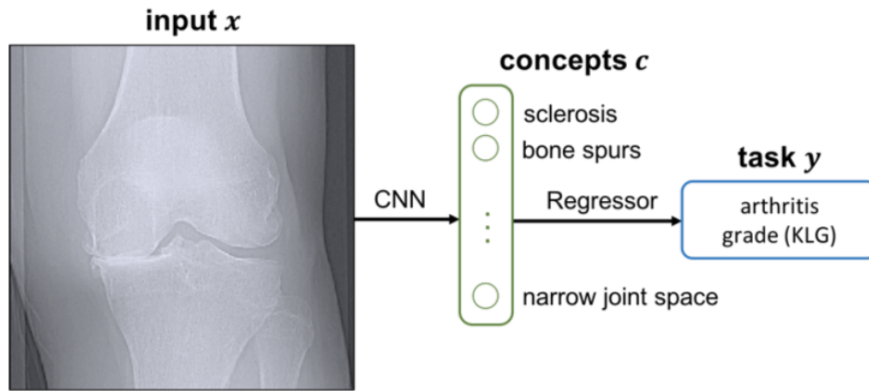 input x
concepts c
sclerosis
bone spurs
task y
CNN
Regressor
arthritis
grade (KLG)
narrow joint space